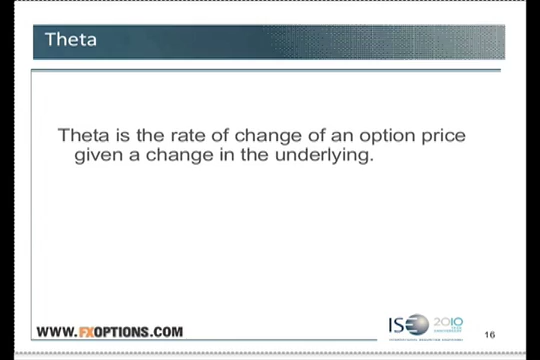 Theta
Theta is the rate of change of an option price
given a change in the underlying.
WWW.FXOPTIONS.COM
ISE 2010
16